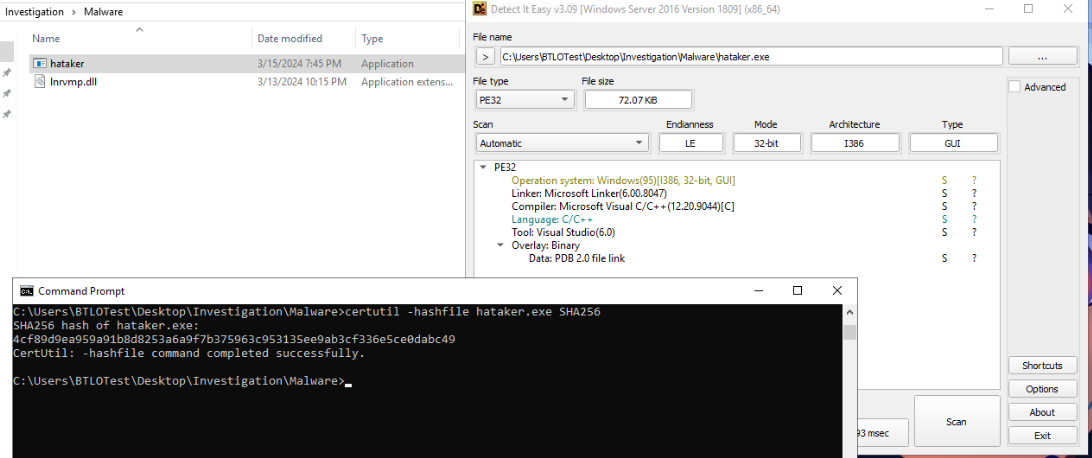 Investigation > Malware
Name
Date modified
Type
hataker
3/15/2024 7:45 PM
Application
lnrvmp.dll
3/13/2024 10:15 PM
Application extens...
Detect It Easy v3.09 [Windows Server 2016 Version 1809] (x86_64)
File name
> C:\Users\BTLOTest\Desktop\Investigation\Malware\hataker.exe ...
File type
File size
PE32
72.07 KiB
Advanced
Scan
Endianness
Mode
Architecture
Type
Automatic
LE
32-bit
I386
GUI
PE32
Operation system: Windows(95)[I386, 32-bit, GUI] S ?
Linker: Microsoft Linker(6.00.8047) S ?
Compiler: Microsoft Visual C/C++(12.20.9044)[C] S ?
Language: C/C++ S ?
Tool: Visual Studio(6.0) S ?
Overlay: Binary
Data: PDB 2.0 file link S ?
Shortcuts
Options
About
Exit
Scan
93 msec
Command Prompt
C:\Users\BTLOTest\Desktop\Investigation\Malware>certutil -hashfile hataker.exe SHA256
SHA256 hash of hataker.exe:
4cf89d9ea959a91b8d8253a6a9f7b375963c953135ee9ab3cf336e5ce0dabc49
CertUtil: -hashfile command completed successfully.
C:\Users\BTLOTest\Desktop\Investigation\Malware>